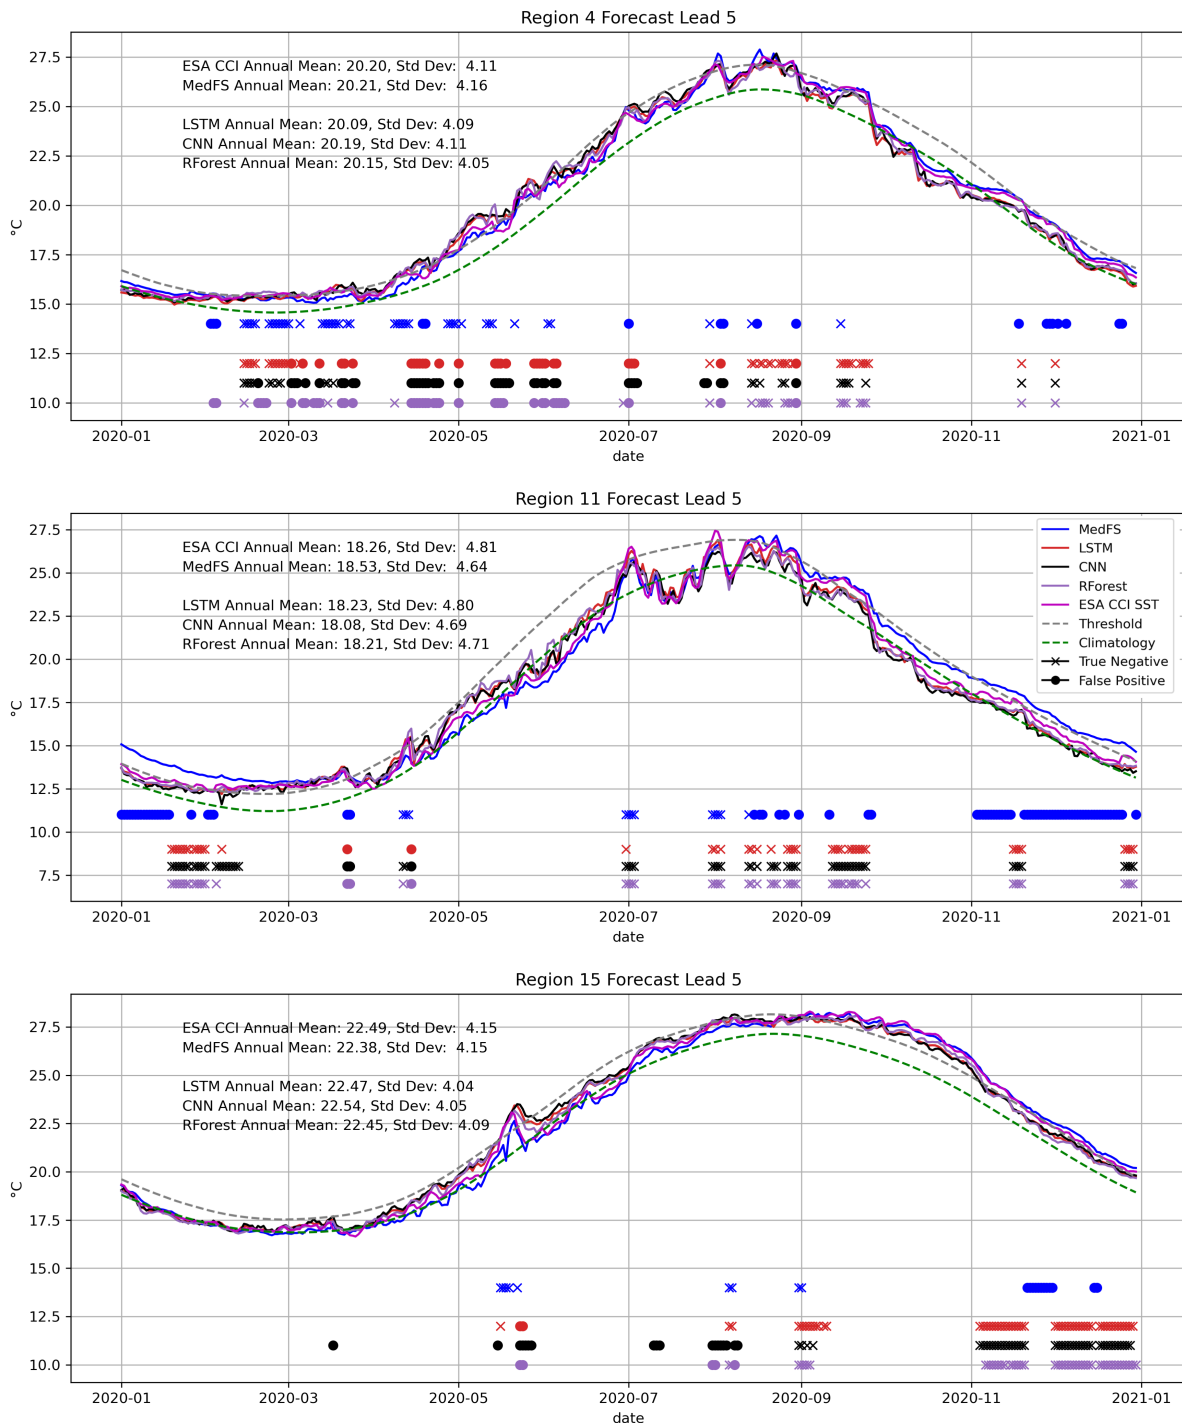 Region 4 Forecast Lead 5
27.5
25.0
22.5
20.0
17.5
15.0
12.5
10.0
°C
ESA CCI Annual Mean: 20.20, Std Dev:  4.11
MedFS Annual Mean: 20.21, Std Dev:  4.16
LSTM Annual Mean: 20.09, Std Dev: 4.09
CNN Annual Mean: 20.19, Std Dev: 4.11
RForest Annual Mean: 20.15, Std Dev: 4.05
2020-01 2020-03 2020-05 2020-07 2020-09 2020-11 2021-01
date
Region 11 Forecast Lead 5
27.5
25.0
22.5
20.0
17.5
15.0
12.5
10.0
7.5
°C
ESA CCI Annual Mean: 18.26, Std Dev:  4.81
MedFS Annual Mean: 18.53, Std Dev:  4.64
LSTM Annual Mean: 18.23, Std Dev: 4.80
CNN Annual Mean: 18.08, Std Dev: 4.69
RForest Annual Mean: 18.21, Std Dev: 4.71
MedFS
LSTM
CNN
RForest
ESA CCI SST
Threshold
Climatology
True Negative
False Positive
2020-01 2020-03 2020-05 2020-07 2020-09 2020-11 2021-01
date
Region 15 Forecast Lead 5
27.5
25.0
22.5
20.0
17.5
15.0
12.5
10.0
°C
ESA CCI Annual Mean: 22.49, Std Dev:  4.15
MedFS Annual Mean: 22.38, Std Dev:  4.15
LSTM Annual Mean: 22.47, Std Dev: 4.04
CNN Annual Mean: 22.54, Std Dev: 4.05
RForest Annual Mean: 22.45, Std Dev: 4.09
2020-01 2020-03 2020-05 2020-07 2020-09 2020-11 2021-01
date